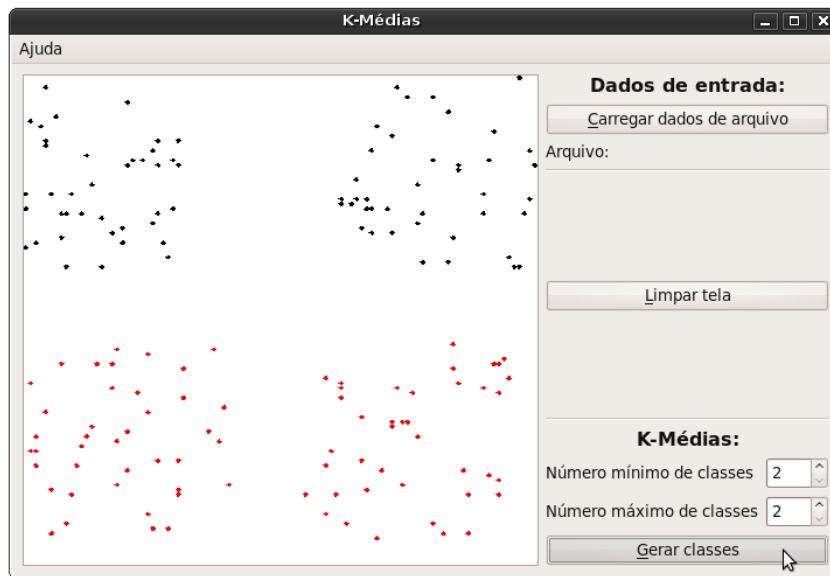 K-Médias
Ajuda
Dados de entrada:
Carregar dados de arquivo
Arquivo:
Limpar tela
K-Médias:
Número mínimo de classes 2
Número máximo de classes 2
Gerar classes